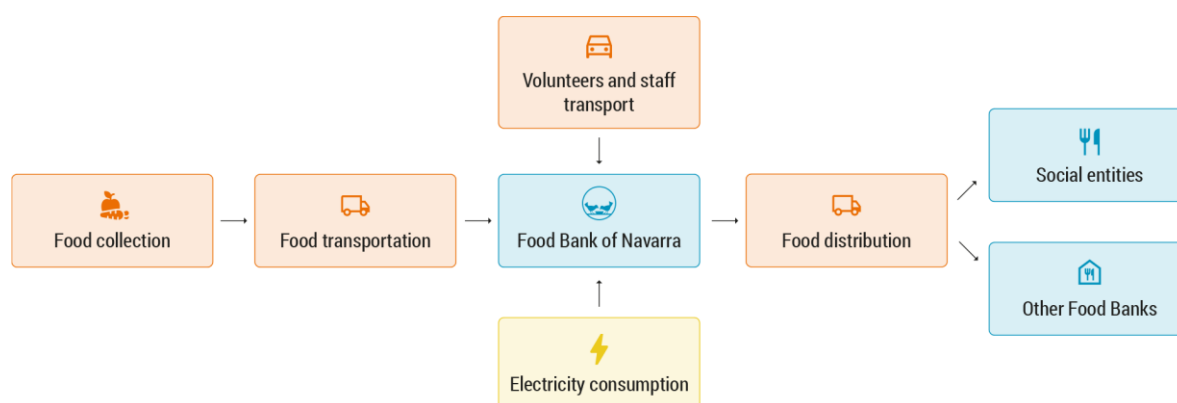 Volunteers and staff
transport
Social entities
Food collection
Food transportation
Food Bank of Navarra
Food distribution
Other Food Banks
Electricity consumption